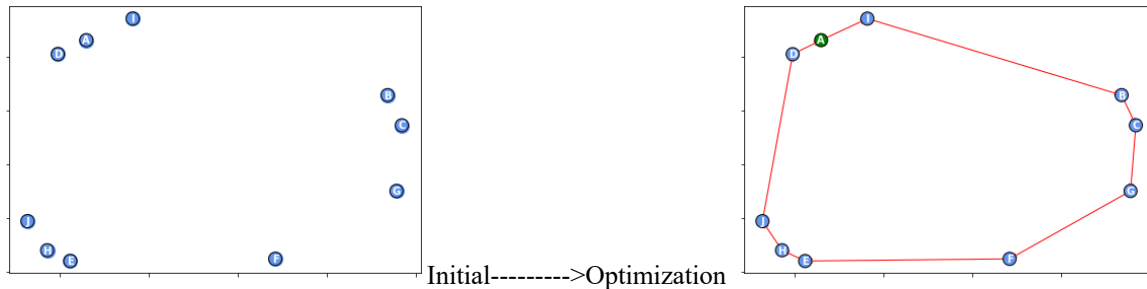 I
A
D
B
C
G
J
H
E
F
Initial--------->Optimization
I
A
D
B
C
G
J
H
E
F